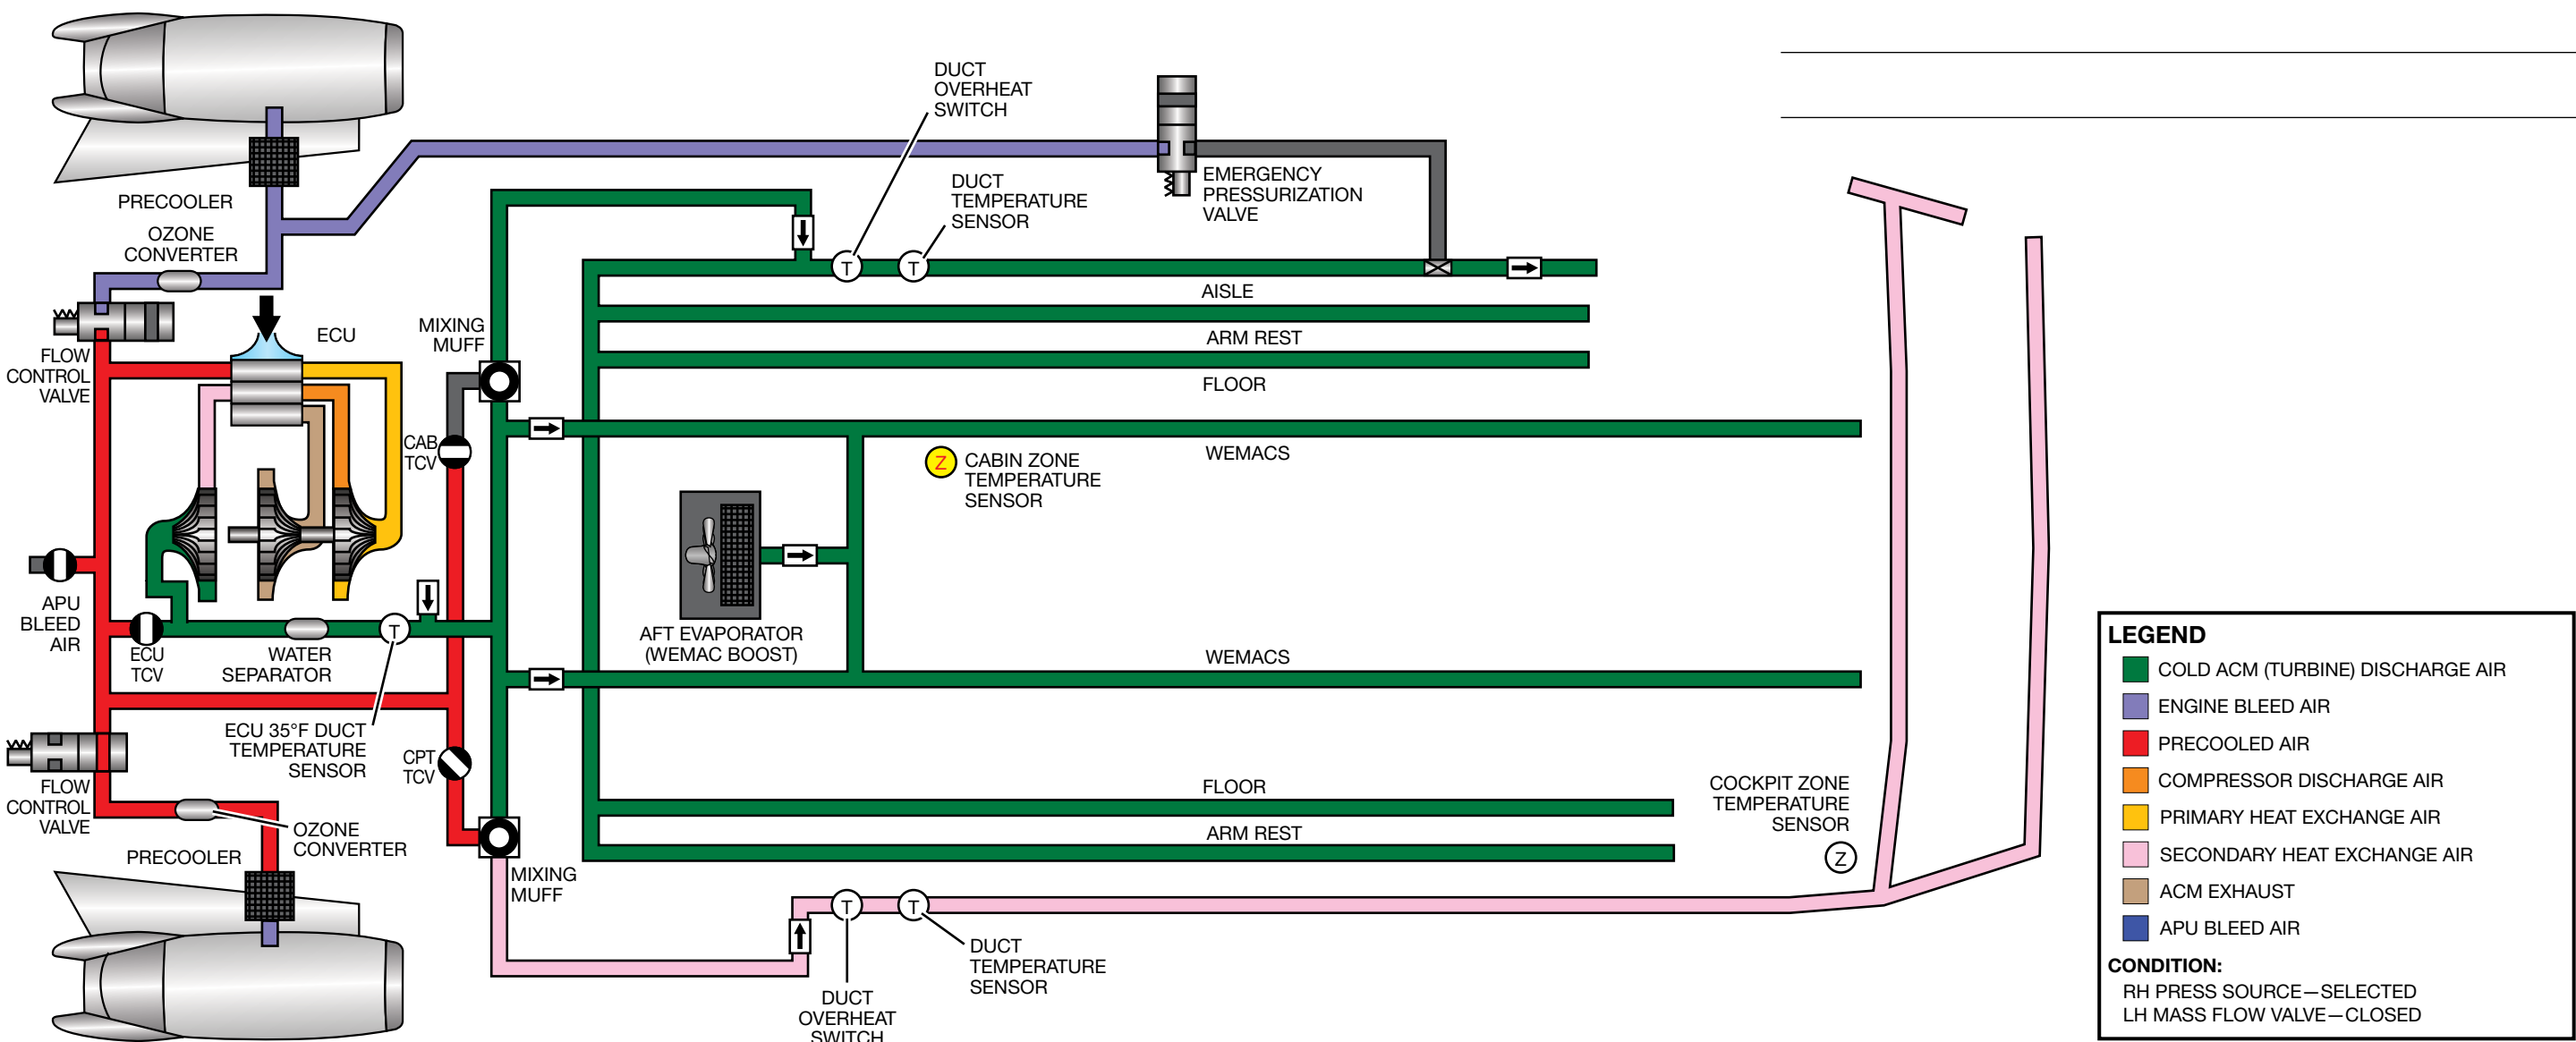 DUCT
OVERHEAT
SWITCH
DUCT
TEMPERATURE
SENSOR
EMERGENCY
PRESSURIZATION
VALVE
PRECOOLER
OZONE
CONVERTER
T
T
AISLE
ECU
MIXING
MUFF
ARM REST
FLOW
CONTROL
VALVE
FLOOR
CAB
TCV
WEMACS
Z
CABIN ZONE
TEMPERATURE
SENSOR
APU
BLEED
AIR
T
ECU
TCV
WATER
SEPARATOR
AFT EVAPORATOR
(WEMAC BOOST)
WEMACS
ECU 35°F DUCT
TEMPERATURE
SENSOR
CPT
TCV
FLOW
CONTROL
VALVE
FLOOR
COCKPIT ZONE
TEMPERATURE
SENSOR
Z
OZONE
CONVERTER
ARM REST
PRECOOLER
MIXING
MUFF
T
T
DUCT
TEMPERATURE
SENSOR
DUCT
OVERHEAT
SWITCH
LEGEND
COLD ACM (TURBINE) DISCHARGE AIR
ENGINE BLEED AIR
PRECOOLED AIR
COMPRESSOR DISCHARGE AIR
PRIMARY HEAT EXCHANGE AIR
SECONDARY HEAT EXCHANGE AIR
ACM EXHAUST
APU BLEED AIR
CONDITION:
RH PRESS SOURCE—SELECTED
LH MASS FLOW VALVE—CLOSED